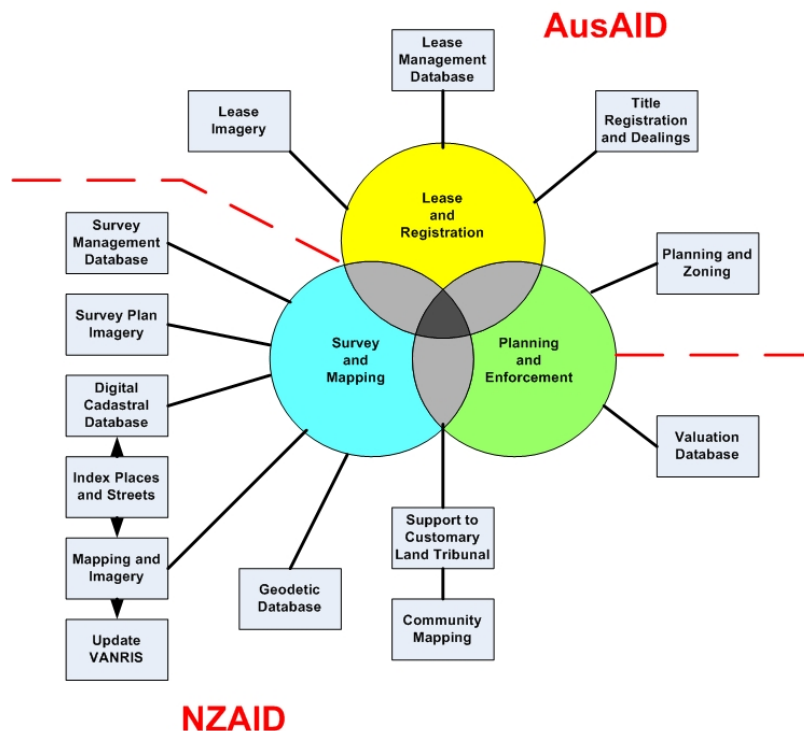 AusAID
Lease
Management
Database
Lease
Imagery
Title
Registration
and Dealings
Lease
and
Registration
Survey
Management
Database
Planning and
Zoning
Survey Plan
Imagery
Survey
and
Mapping
Planning
and
Enforcement
Digital
Cadastral
Database
Valuation
Database
Index Places
and Streets
Support to
Customary
Land Tribunal
Mapping and
Imagery
Geodetic
Database
Community
Mapping
Update
VANRIS
NZAID